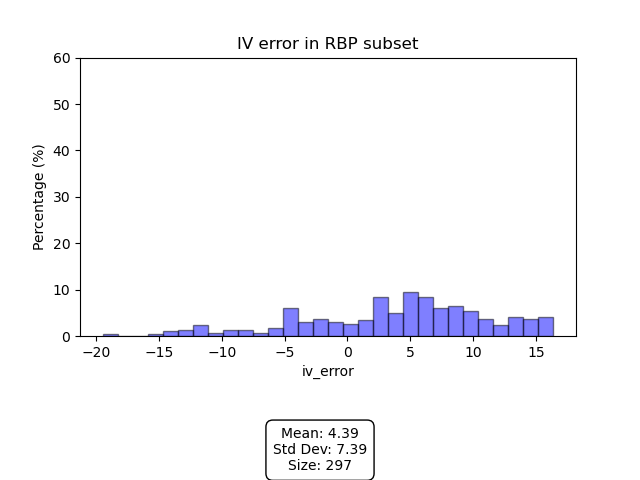 IV error in RBP subset
60
50
40
30
20
10
0
Percentage (%)
−20 −15 −10 −5 0 5 10 15
iv_error
Mean: 4.39
Std Dev: 7.39
Size: 297